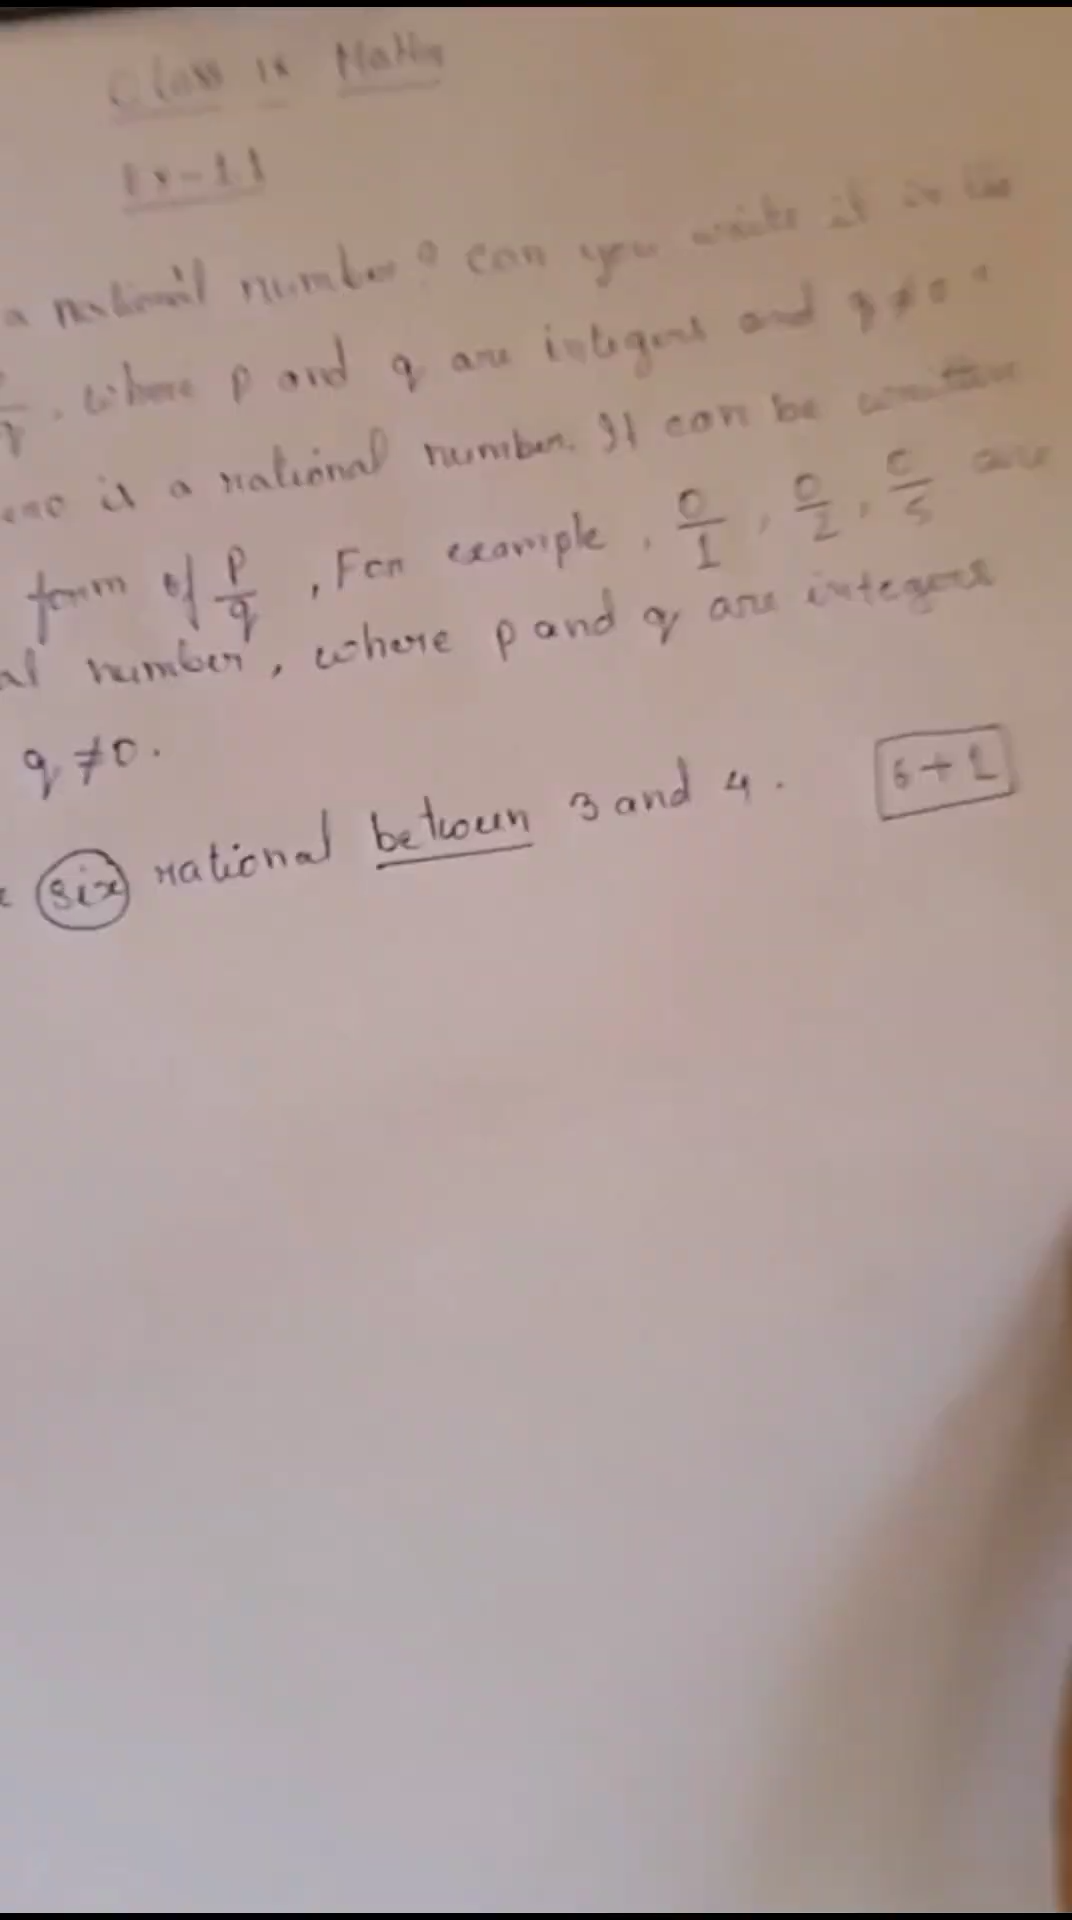 Class ix Maths
Ex-1.1
a rational number? can you write it in the
, where p and q are integers and q ≠ 0?
is a rational number. It can be written
form of p/q , For example , 0/1 , 0/2 , 0/5 are
al number, where p and q are integers
q ≠ 0.
six rational between 3 and 4. 6+1